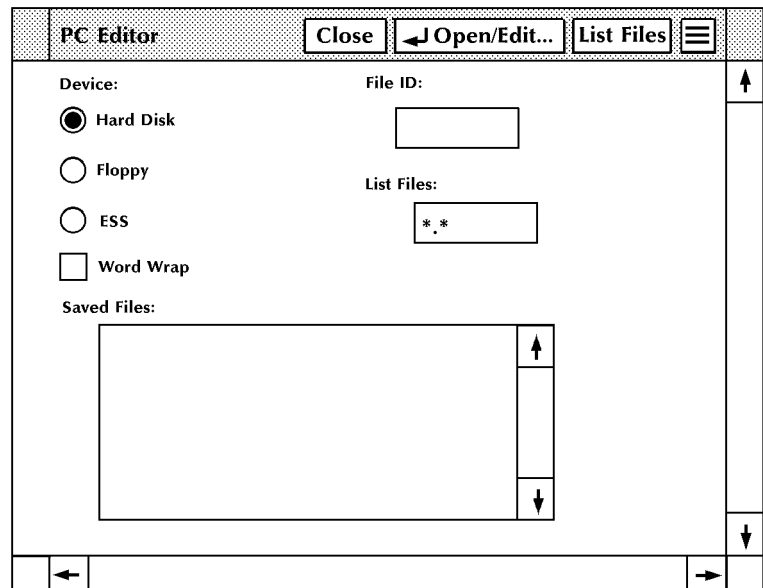 PC Editor Close Open/Edit... List Files
Device:
Hard Disk
Floppy
ESS
Word Wrap
File ID:
List Files:
*.*
Saved Files: